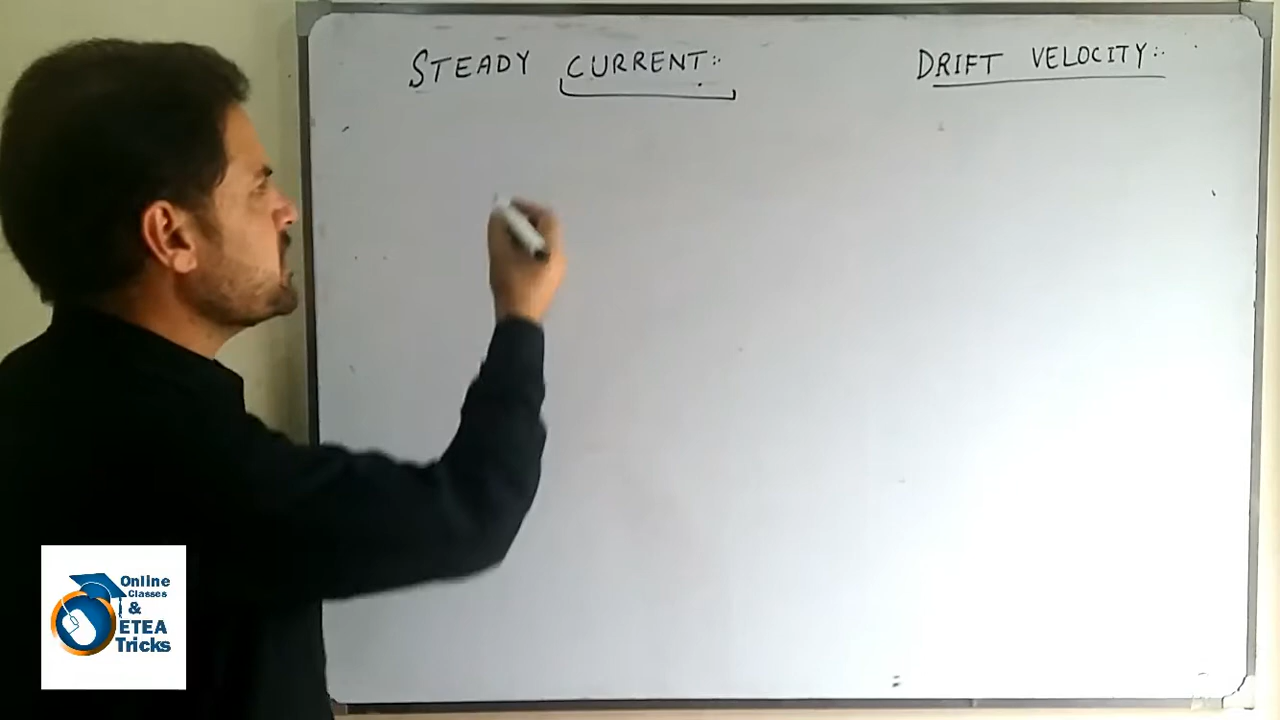 STEADY CURRENT:-
DRIFT VELOCITY:-
Online
Classes
&
ETEA
Tricks